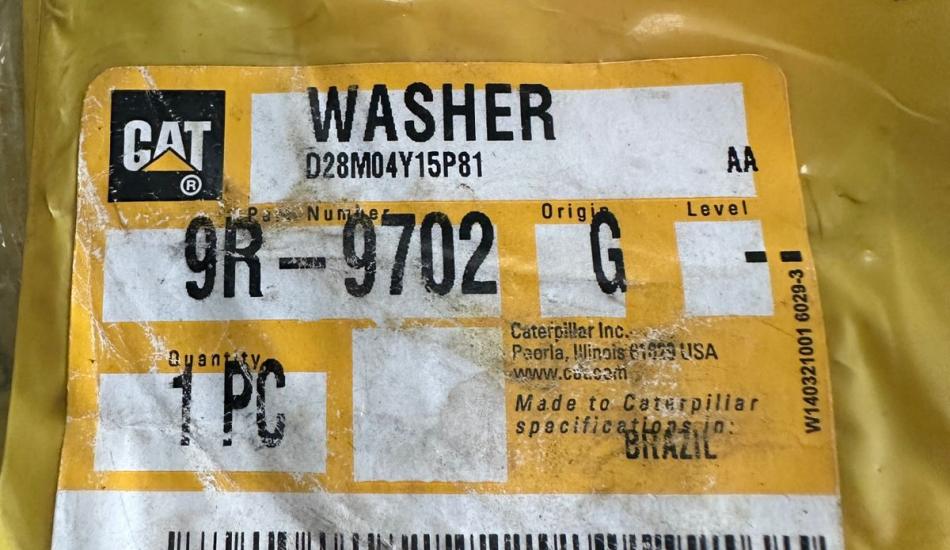 CAT
®
WASHER
D28M04Y15P81 AA
Part Number Origin Level
9R-9702 G --
Quantity
1 PC
Caterpillar Inc.
Peoria, Illinois 61629 USA
www.cat.com
Made to Caterpillar
specifications in:
BRAZIL
W140321001 6029-3